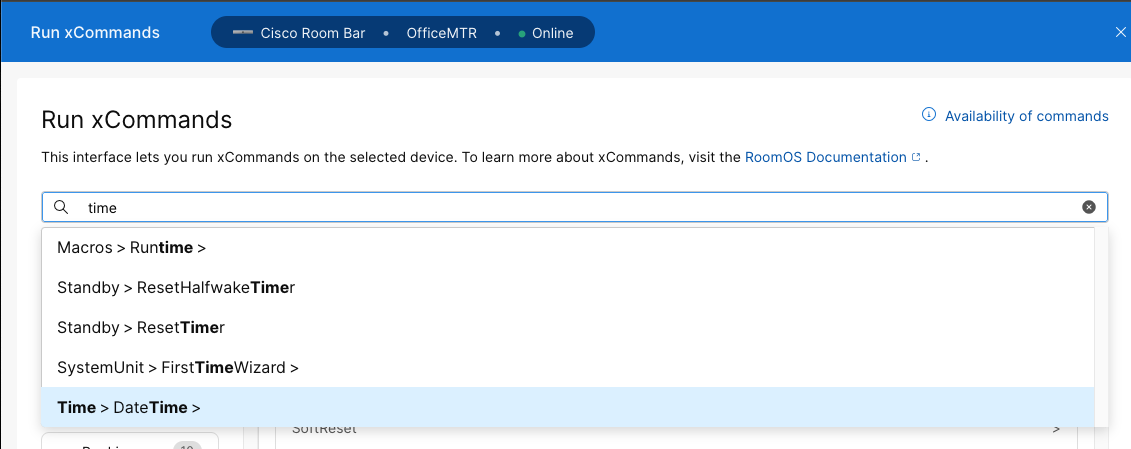 Run xCommands Cisco Room Bar • OfficeMTR • Online
Run xCommands
Availability of commands
This interface lets you run xCommands on the selected device. To learn more about xCommands, visit the RoomOS Documentation .
time
Macros > Runtime >
Standby > ResetHalfwakeTimer
Standby > ResetTimer
SystemUnit > FirstTimeWizard >
Time > DateTime >
SoftReset >